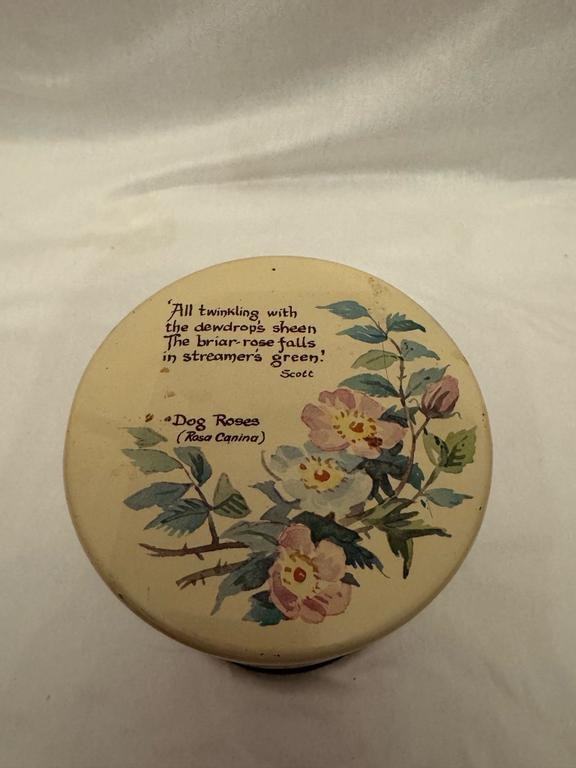 'All twinkling with
the dewdrop's sheen
The briar-rose falls
in streamer's green.'
Scott
Dog Roses
(Rosa Canina)